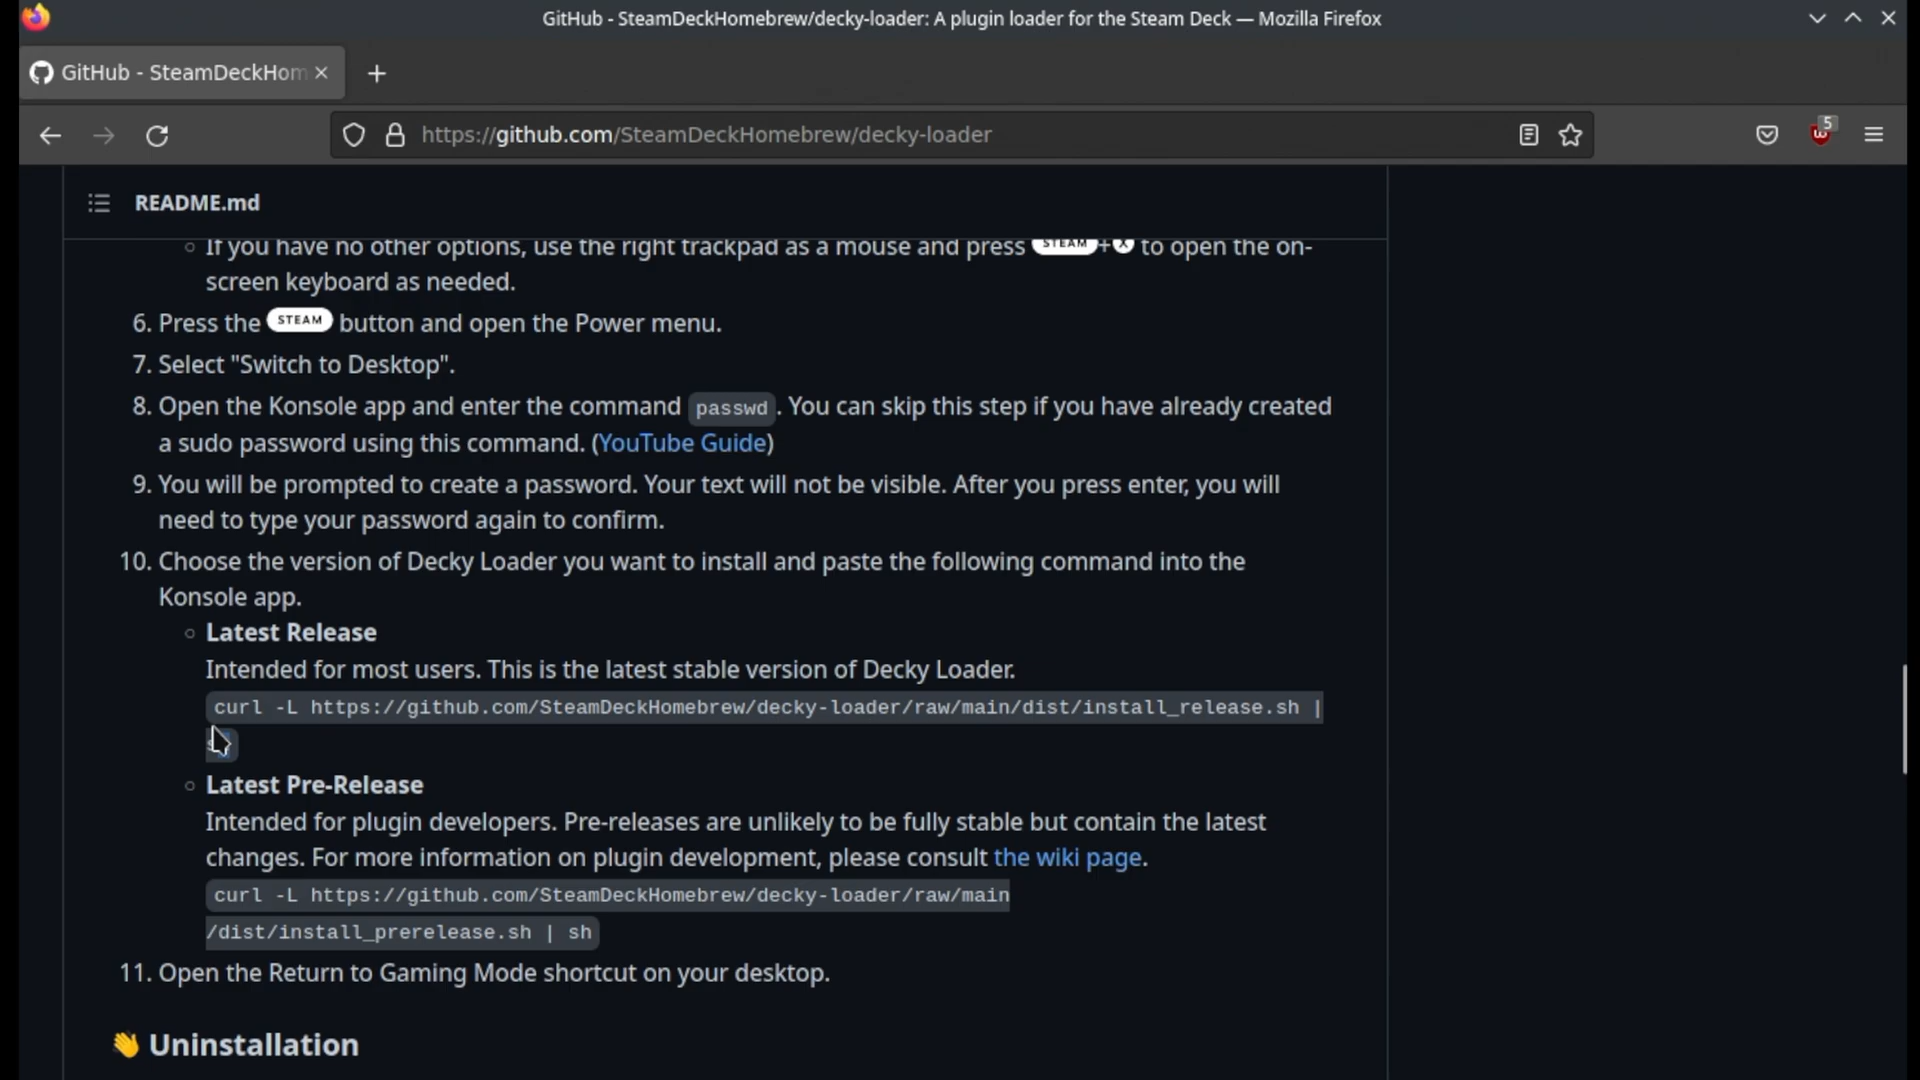 GitHub - SteamDeckHomebrew/decky-loader: A plugin loader for the Steam Deck — Mozilla Firefox
GitHub - SteamDeckHom
https://github.com/SteamDeckHomebrew/decky-loader
5
README.md
If you have no other options, use the right trackpad as a mouse and press STEAM+X to open the on-
screen keyboard as needed.
6. Press the STEAM button and open the Power menu.
7. Select "Switch to Desktop".
8. Open the Konsole app and enter the command passwd. You can skip this step if you have already created
a sudo password using this command. (YouTube Guide)
9. You will be prompted to create a password. Your text will not be visible. After you press enter, you will
need to type your password again to confirm.
10. Choose the version of Decky Loader you want to install and paste the following command into the
Konsole app.
Latest Release
Intended for most users. This is the latest stable version of Decky Loader.
curl -L https://github.com/SteamDeckHomebrew/decky-loader/raw/main/dist/install_release.sh |
Latest Pre-Release
Intended for plugin developers. Pre-releases are unlikely to be fully stable but contain the latest
changes. For more information on plugin development, please consult the wiki page.
curl -L https://github.com/SteamDeckHomebrew/decky-loader/raw/main
/dist/install_prerelease.sh | sh
11. Open the Return to Gaming Mode shortcut on your desktop.
👋 Uninstallation